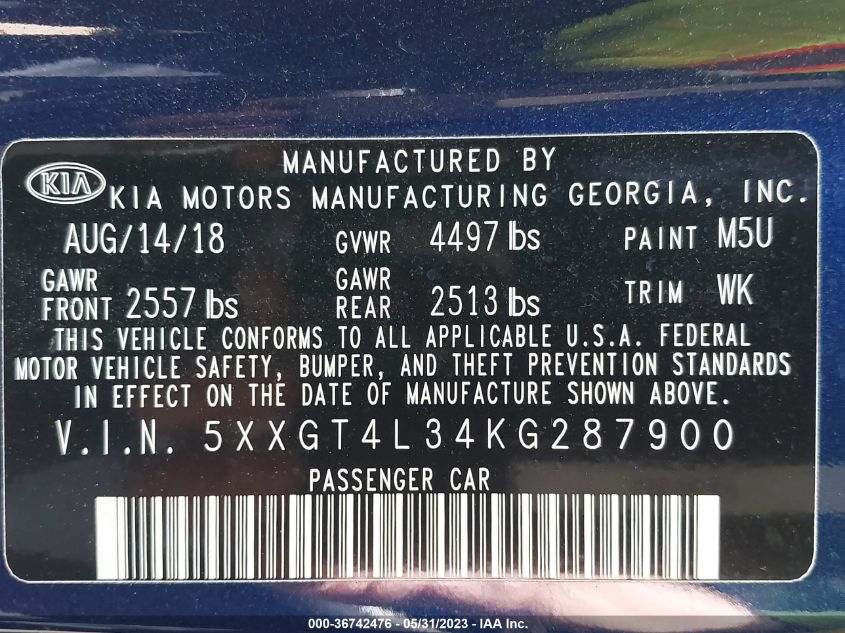 MANUFACTURED BY
KIA KIA MOTORS MANUFACTURING GEORGIA, INC.
AUG/14/18 GVWR 4497 lbs PAINT M5U
GAWR FRONT 2557 lbs GAWR REAR 2513 lbs TRIM WK
THIS VEHICLE CONFORMS TO ALL APPLICABLE U.S.A. FEDERAL
MOTOR VEHICLE SAFETY, BUMPER, AND THEFT PREVENTION STANDARDS
IN EFFECT ON THE DATE OF MANUFACTURE SHOWN ABOVE.
V.I.N. 5XXGT4L34KG287900
PASSENGER CAR
000-36742476 - 05/31/2023 - IAA Inc.